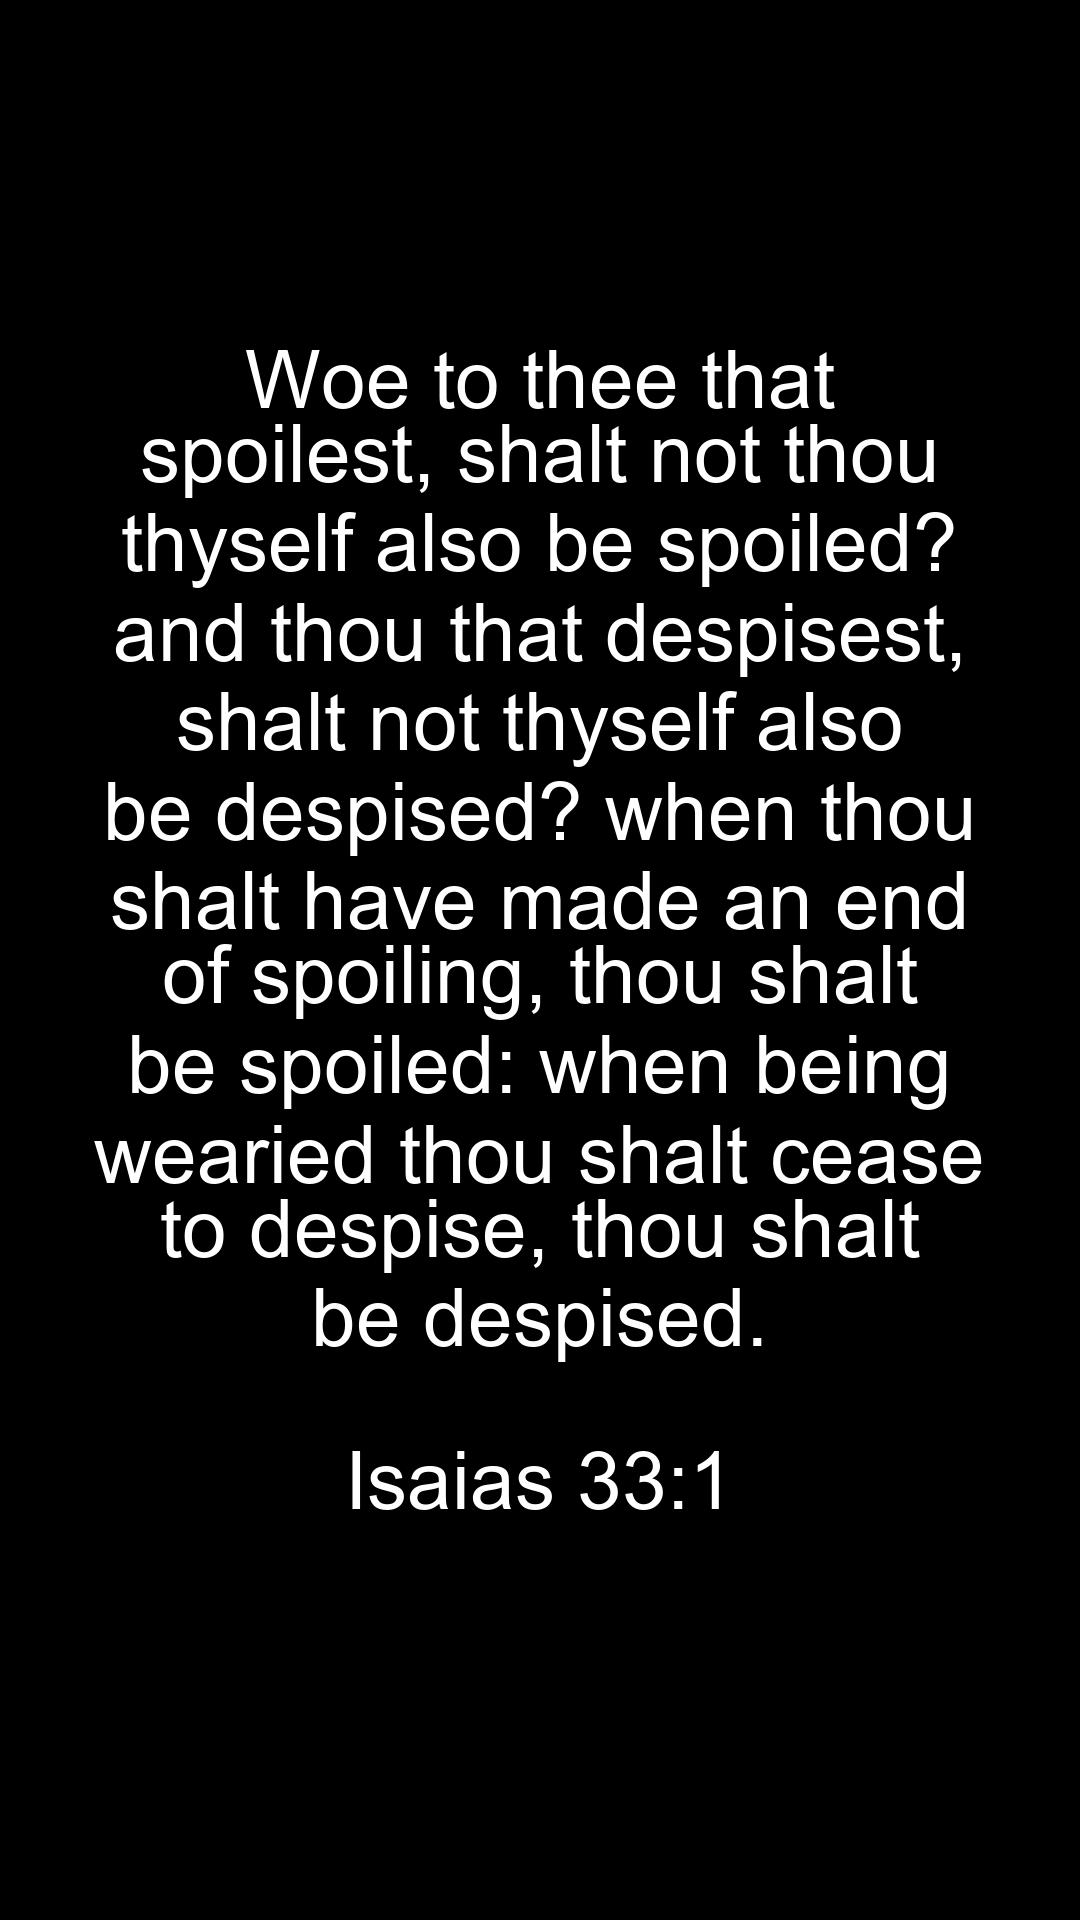 Woe to thee that
spoilest, shalt not thou
thyself also be spoiled?
and thou that despisest,
shalt not thyself also
be despised? when thou
shalt have made an end
of spoiling, thou shalt
be spoiled: when being
wearied thou shalt cease
to despise, thou shalt
be despised.
Isaias 33:1